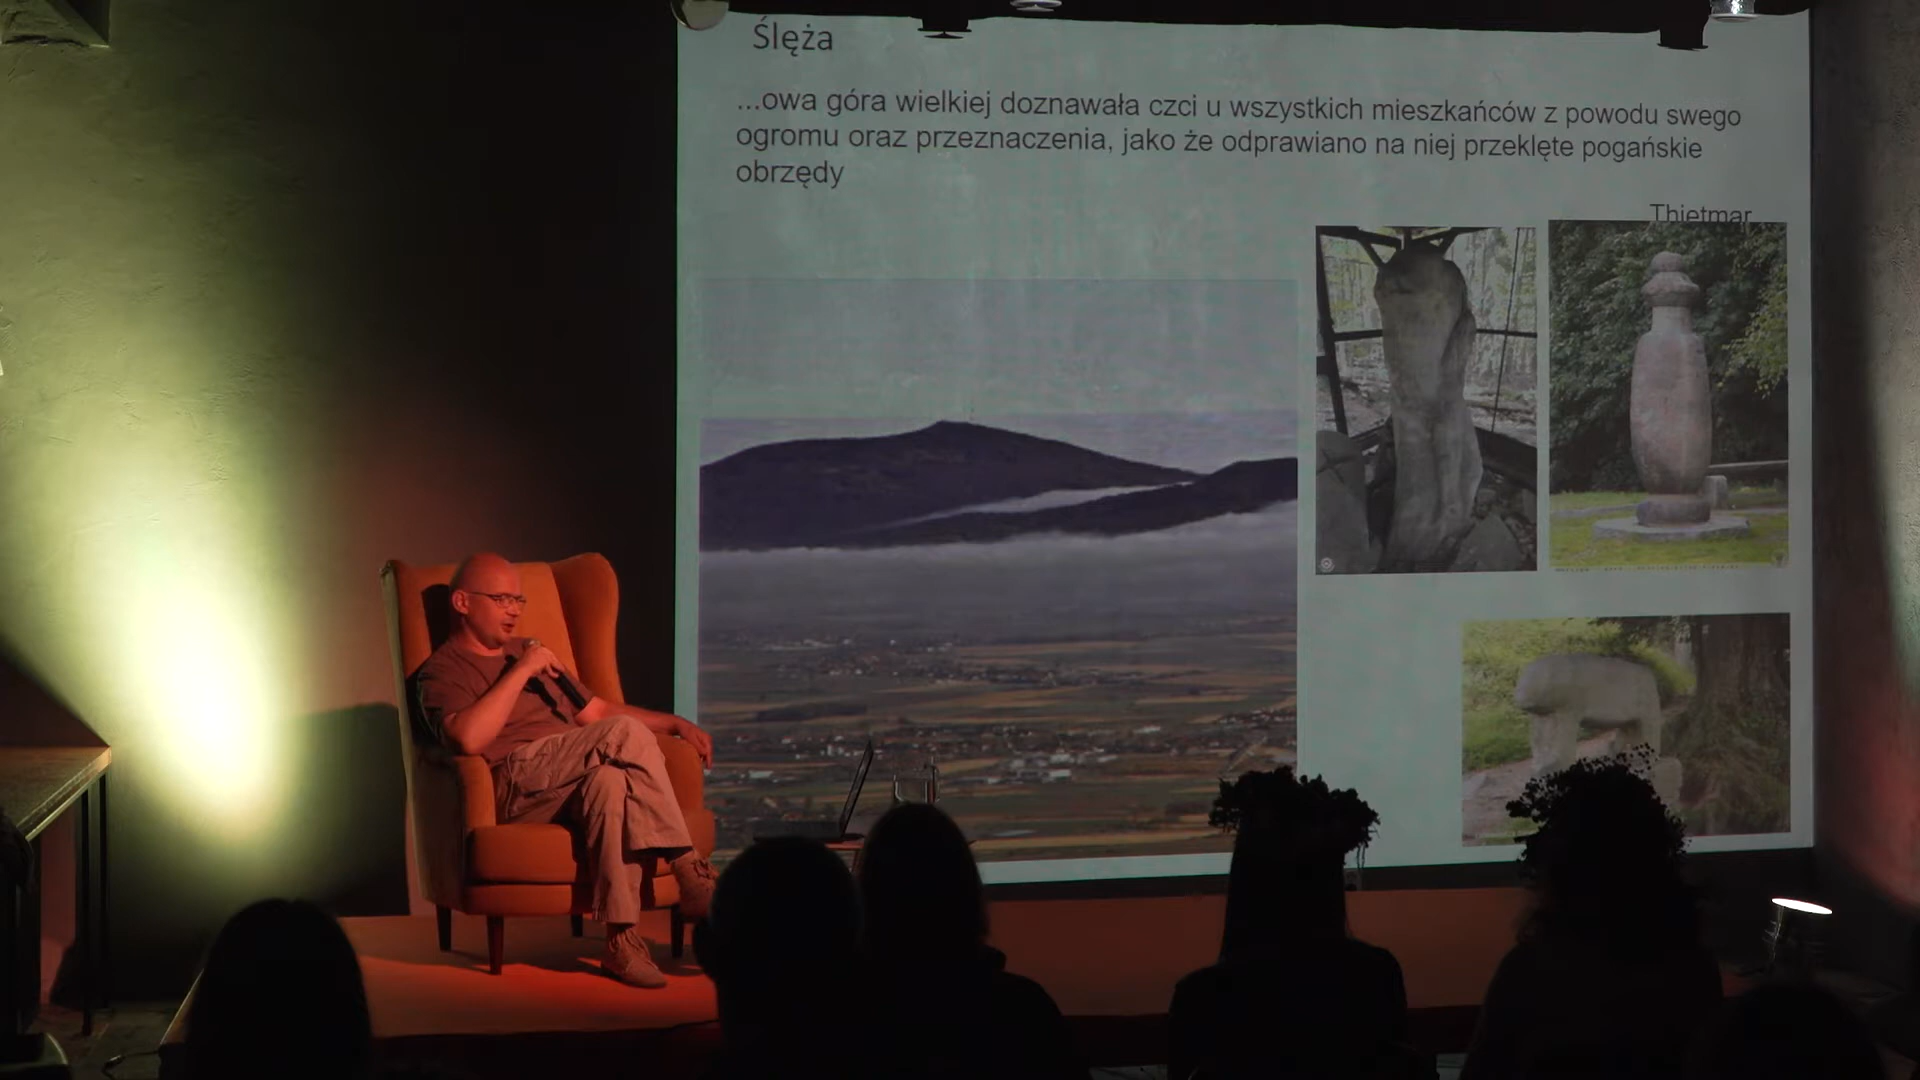 Ślęża
...owa góra wielkiej doznawała czci u wszystkich mieszkańców z powodu swego
ogromu oraz przeznaczenia, jako że odprawiano na niej przeklęte pogańskie
obrzędy
Thietmar